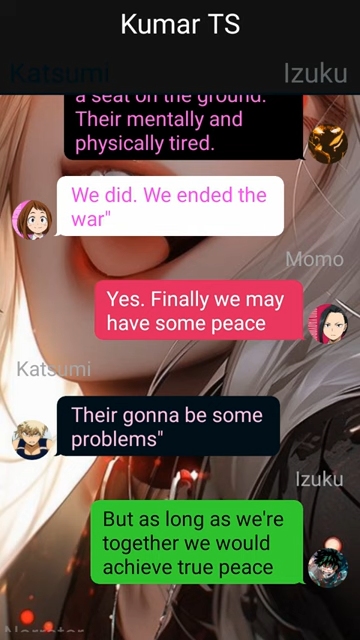 Kumar TS
Katsumi
Izuku
a seat on the ground.
Their mentally and
physically tired.
We did. We ended the
war"
Momo
Yes. Finally we may
have some peace
Katsumi
Their gonna be some
problems"
Izuku
But as long as we're
together we would
achieve true peace
Narrator